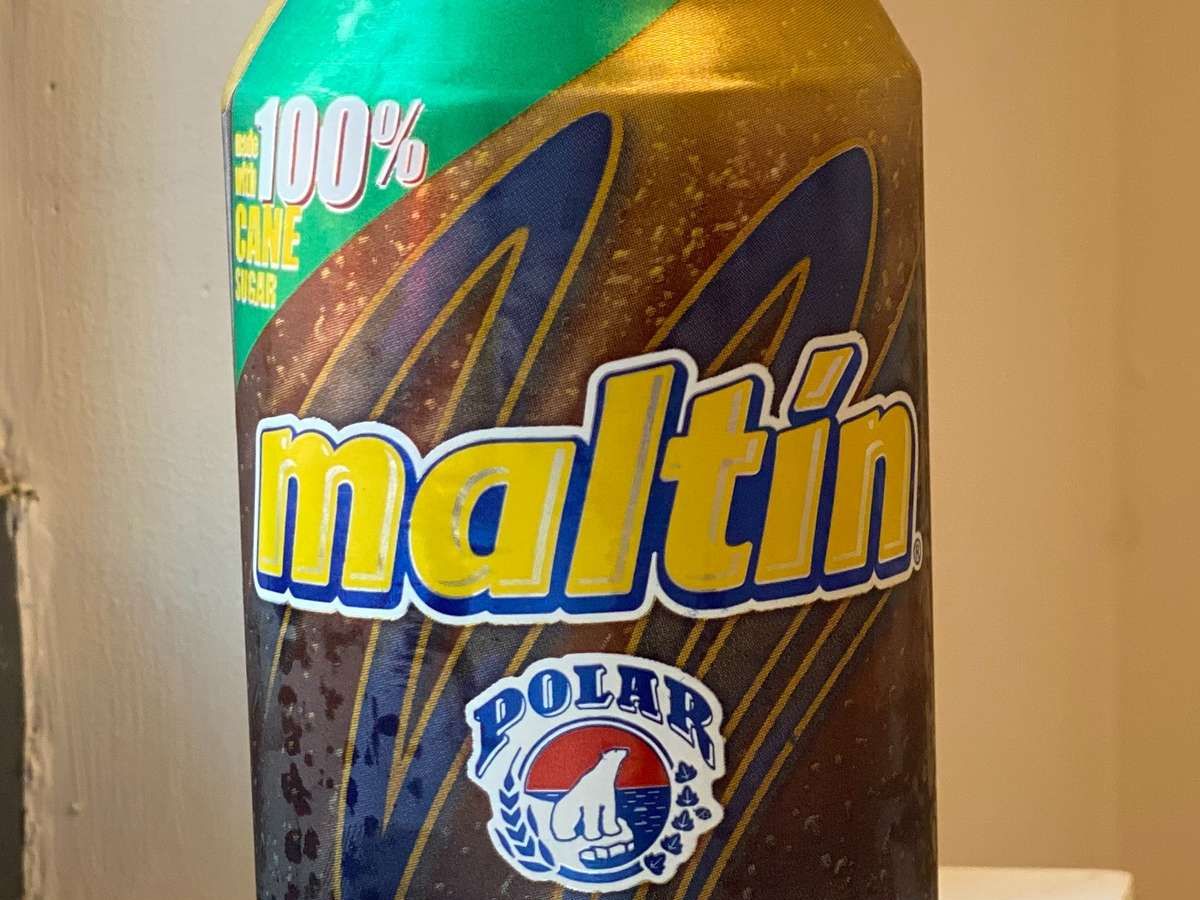 made
with 100%
CANE
SUGAR
maltín®
POLAR